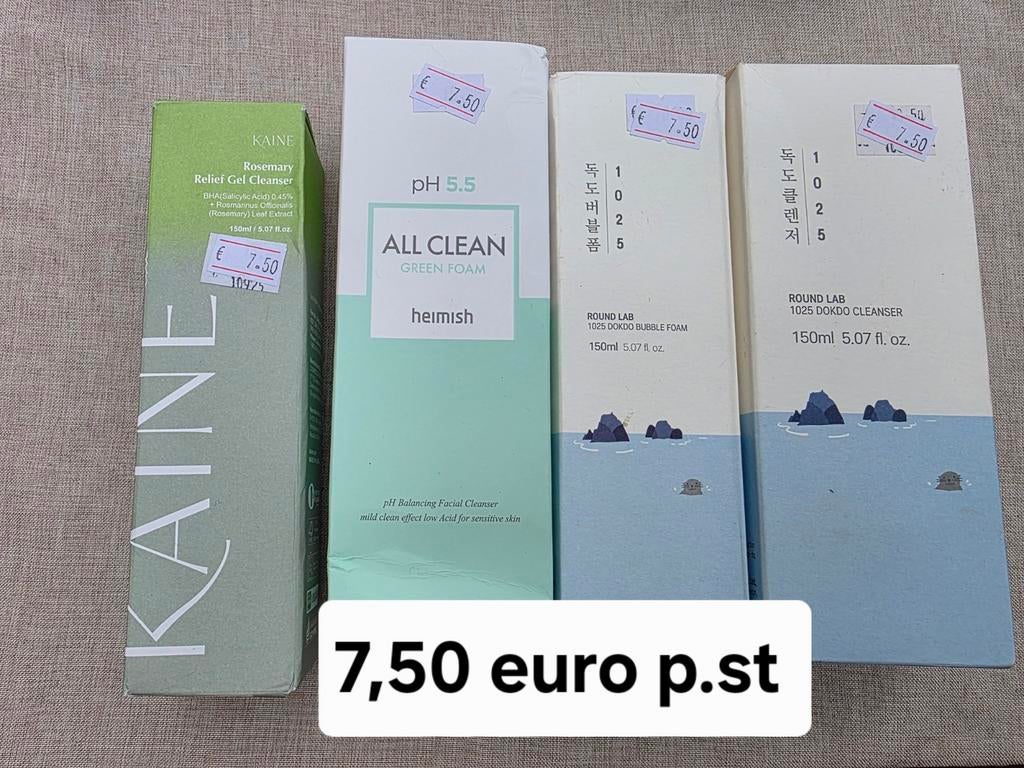 KAINE
Rosemary
Relief Gel Cleanser
BHA(Salicylic Acid) 0.45%
+ Rosmarinus Officinalis
(Rosemary) Leaf Extract
150ml / 5.07 fl.oz.
€ 7.50
KAINE
€ 7.50
pH 5.5
ALL CLEAN
GREEN FOAM
heimish
pH Balancing Facial Cleanser
mild clean effect low Acid for sensitive skin
€ 7.50
독도버블폼
1025
ROUND LAB
1025 DOKDO BUBBLE FOAM
150ml 5.07 fl. oz.
€ 7.50
독도클렌저
1025
ROUND LAB
1025 DOKDO CLEANSER
150ml 5.07 fl. oz.
7,50 euro p.st